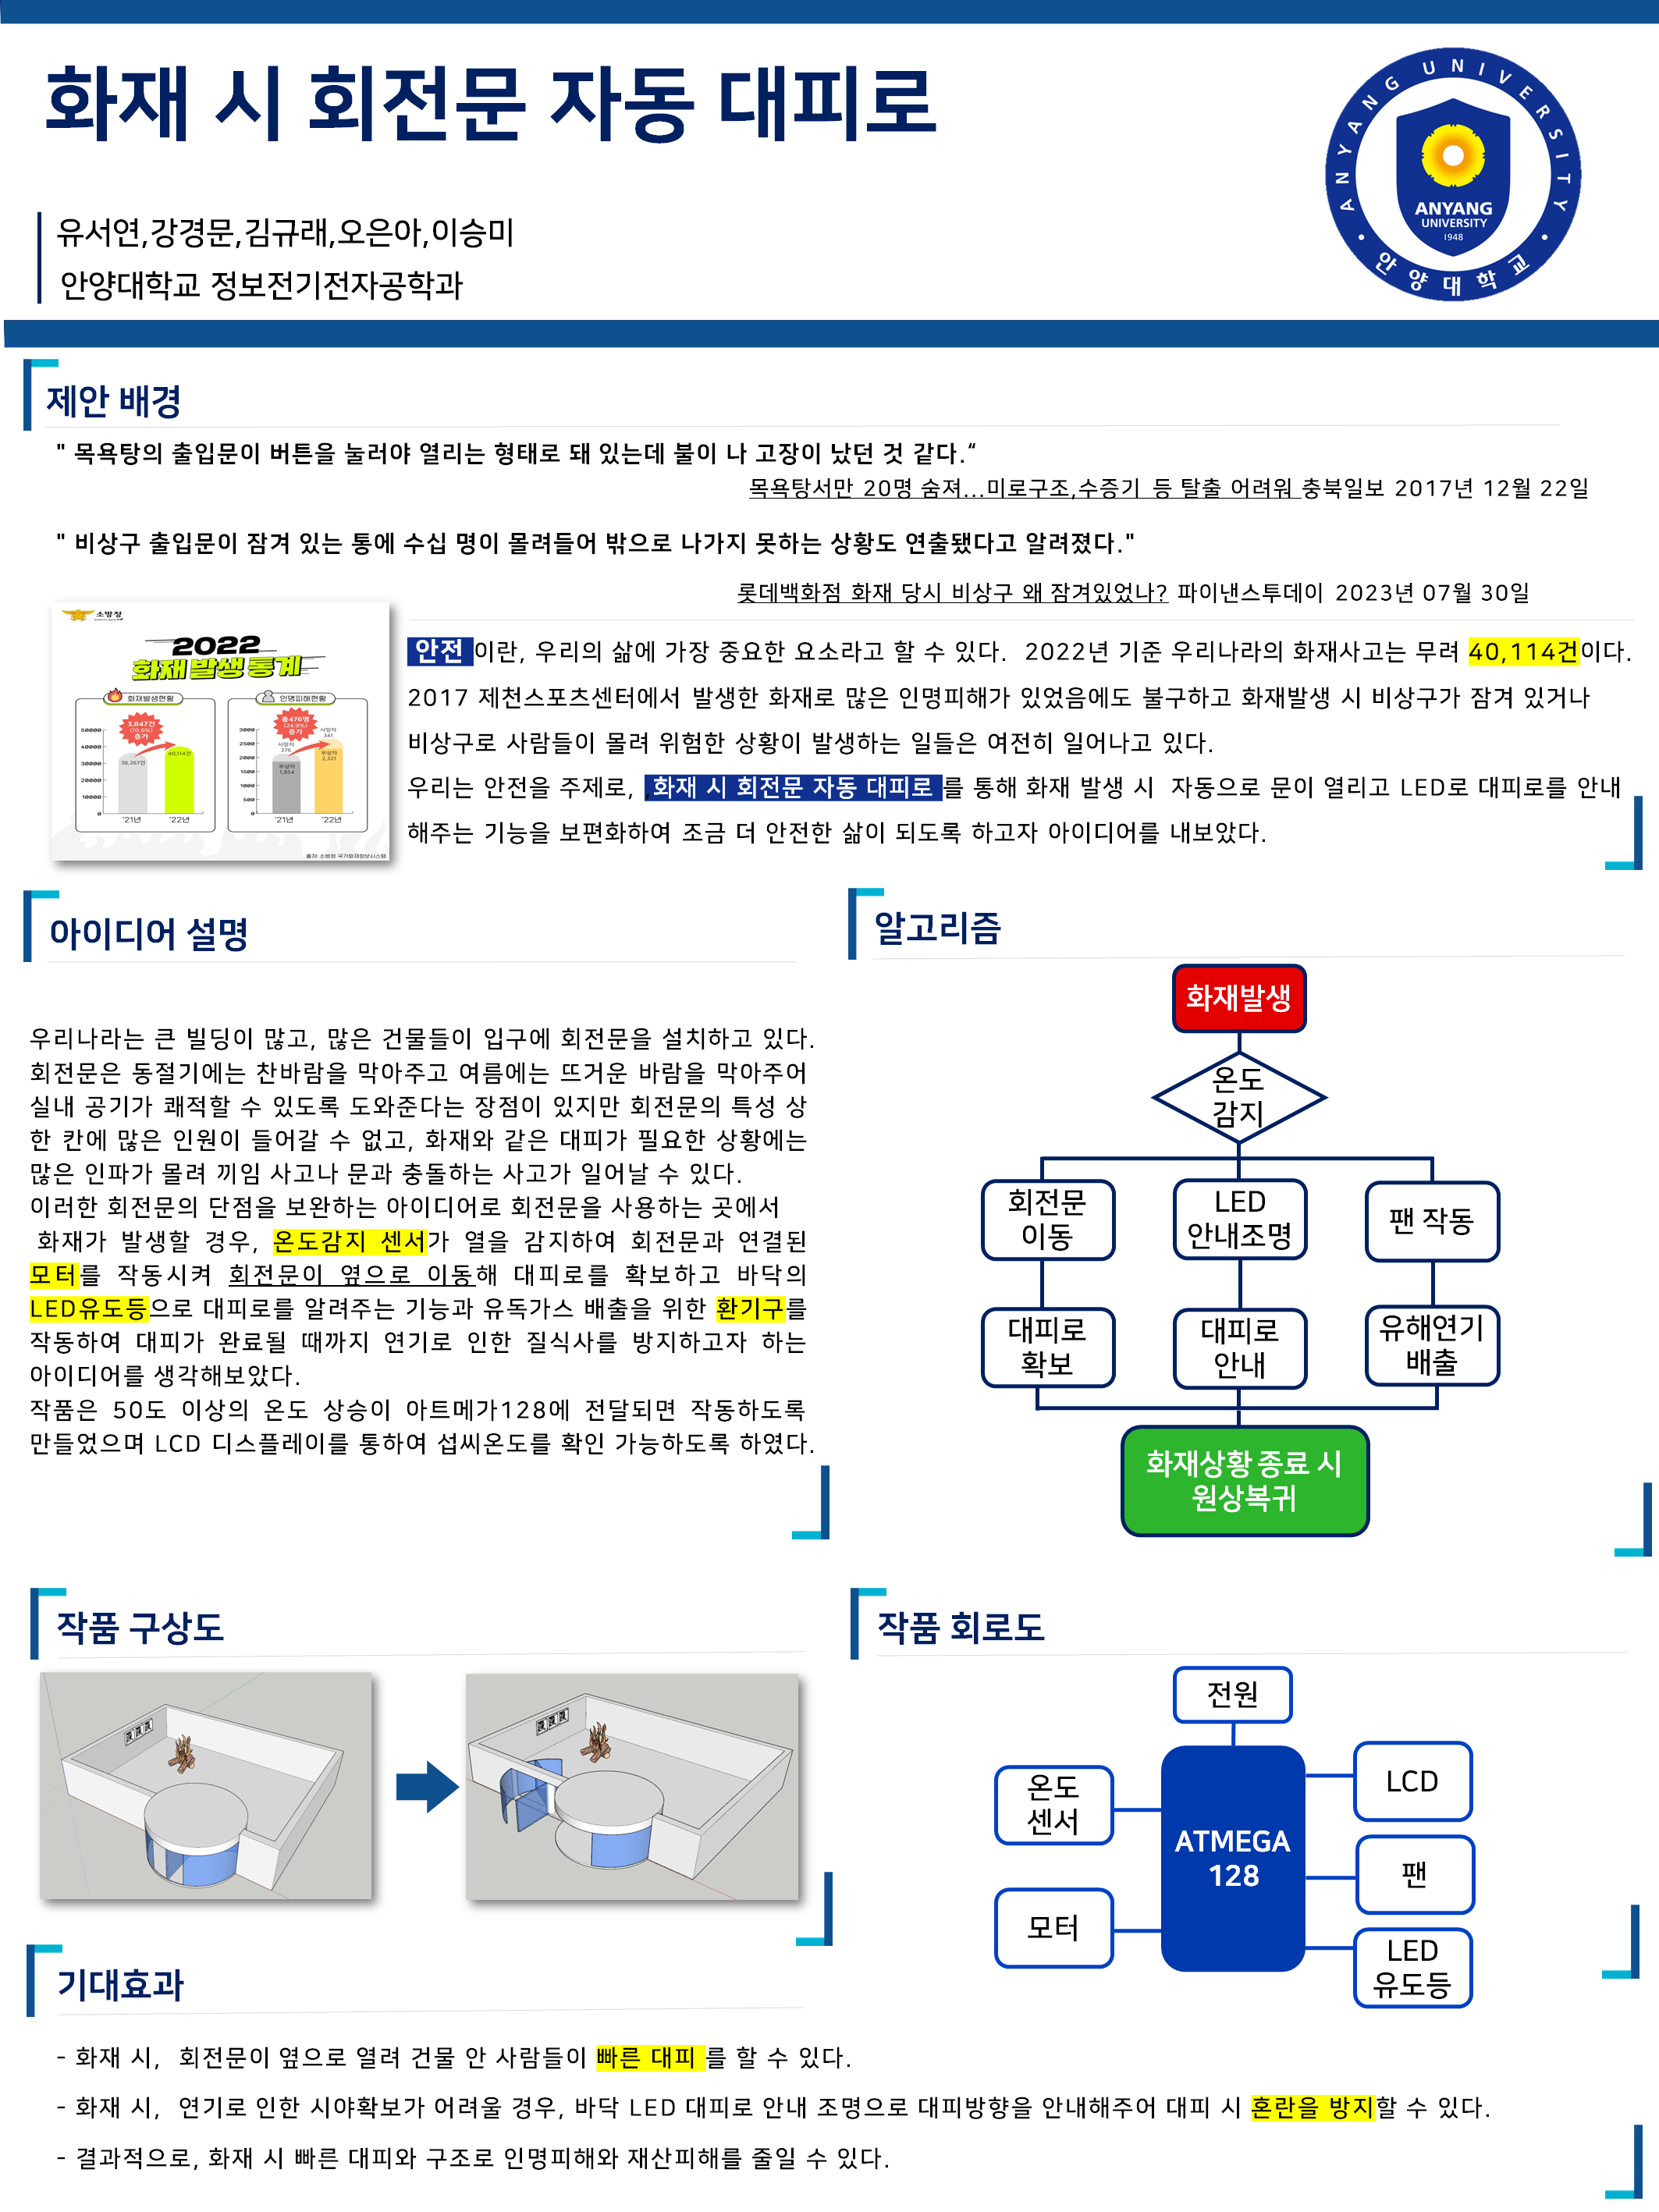 화재 시 회전문 자동 대피로
유서연,강경문,김규래,오은아,이승미
안양대학교 정보전기전자공학과
ANYANG UNIVERSITY
ANYANG
UNIVERSITY
1948
안양대학교
제안 배경
" 목욕탕의 출입문이 버튼을 눌러야 열리는 형태로 돼 있는데 불이 나 고장이 났던 것 같다.“
목욕탕서만 20명 숨져...미로구조,수증기 등 탈출 어려워 충북일보 2017년 12월 22일
" 비상구 출입문이 잠겨 있는 통에 수십 명이 몰려들어 밖으로 나가지 못하는 상황도 연출됐다고 알려졌다."
롯데백화점 화재 당시 비상구 왜 잠겨있었나? 파이낸스투데이 2023년 07월 30일
소방청
2022
화재 발생 통계
화재발생현황
인명피해현황
3,847건
(10.6%)
증가
50000
40000
30000
20000
10000
0
36,267건
40,114건
'21년
'22년
총476명
(24.9%)
증가
3000
2500
2000
1500
1000
500
0
사망자
276
부상자
1,854
사망자
341
부상자
2,321
'21년
'22년
출처: 소방청 국가화재정보시스템
안전이란, 우리의 삶에 가장 중요한 요소라고 할 수 있다. 2022년 기준 우리나라의 화재사고는 무려 40,114건이다.
2017 제천스포츠센터에서 발생한 화재로 많은 인명피해가 있었음에도 불구하고 화재발생 시 비상구가 잠겨 있거나
비상구로 사람들이 몰려 위험한 상황이 발생하는 일들은 여전히 일어나고 있다.
우리는 안전을 주제로, ,화재 시 회전문 자동 대피로 를 통해 화재 발생 시 자동으로 문이 열리고 LED로 대피로를 안내
해주는 기능을 보편화하여 조금 더 안전한 삶이 되도록 하고자 아이디어를 내보았다.
아이디어 설명
우리나라는 큰 빌딩이 많고, 많은 건물들이 입구에 회전문을 설치하고 있다.
회전문은 동절기에는 찬바람을 막아주고 여름에는 뜨거운 바람을 막아주어
실내 공기가 쾌적할 수 있도록 도와준다는 장점이 있지만 회전문의 특성 상
한 칸에 많은 인원이 들어갈 수 없고, 화재와 같은 대피가 필요한 상황에는
많은 인파가 몰려 끼임 사고나 문과 충돌하는 사고가 일어날 수 있다.
이러한 회전문의 단점을 보완하는 아이디어로 회전문을 사용하는 곳에서
화재가 발생할 경우, 온도감지 센서가 열을 감지하여 회전문과 연결된
모터를 작동시켜 회전문이 옆으로 이동해 대피로를 확보하고 바닥의
LED유도등으로 대피로를 알려주는 기능과 유독가스 배출을 위한 환기구를
작동하여 대피가 완료될 때까지 연기로 인한 질식사를 방지하고자 하는
아이디어를 생각해보았다.
작품은 50도 이상의 온도 상승이 아트메가128에 전달되면 작동하도록
만들었으며 LCD 디스플레이를 통하여 섭씨온도를 확인 가능하도록 하였다.
알고리즘
화재발생
온도
감지
회전문
이동
LED
안내조명
팬 작동
대피로
확보
대피로
안내
유해연기
배출
화재상황 종료 시
원상복귀
작품 구상도
작품 회로도
전원
온도
센서
모터
ATMEGA
128
LCD
팬
LED
유도등
기대효과
- 화재 시, 회전문이 옆으로 열려 건물 안 사람들이 빠른 대피 를 할 수 있다.
- 화재 시, 연기로 인한 시야확보가 어려울 경우, 바닥 LED 대피로 안내 조명으로 대피방향을 안내해주어 대피 시 혼란을 방지할 수 있다.
- 결과적으로, 화재 시 빠른 대피와 구조로 인명피해와 재산피해를 줄일 수 있다.